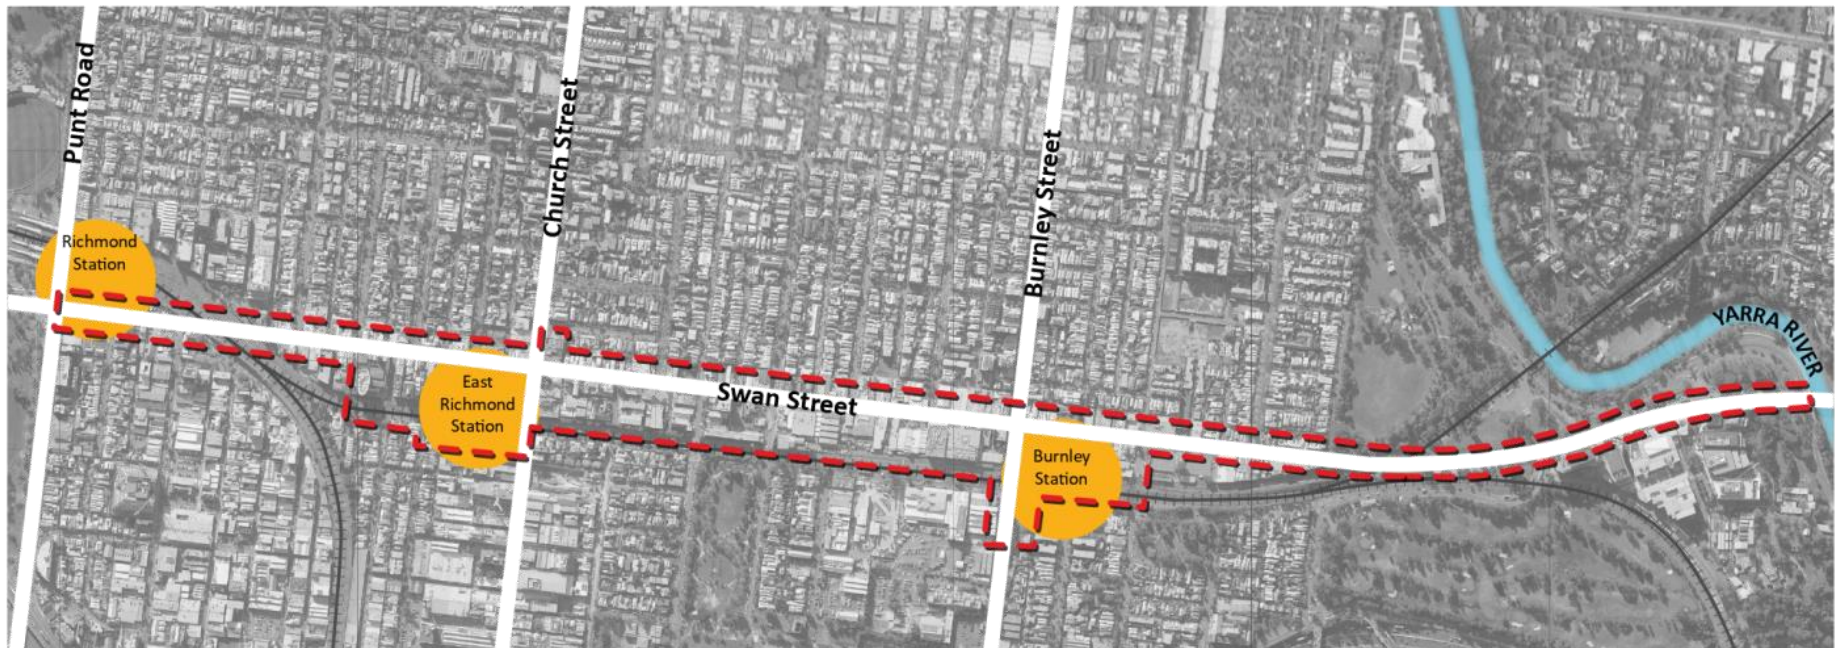 Punt Road
Church Street
Burnley Street
Richmond
Station
East
Richmond
Station
Swan Street
Burnley
Station
YARRA RIVER